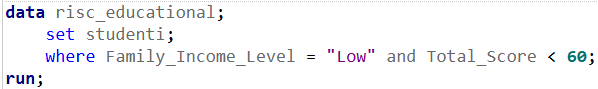 data risc_educational;
set studenti;
where Family_Income_Level = "Low" and Total_Score < 60;
run;